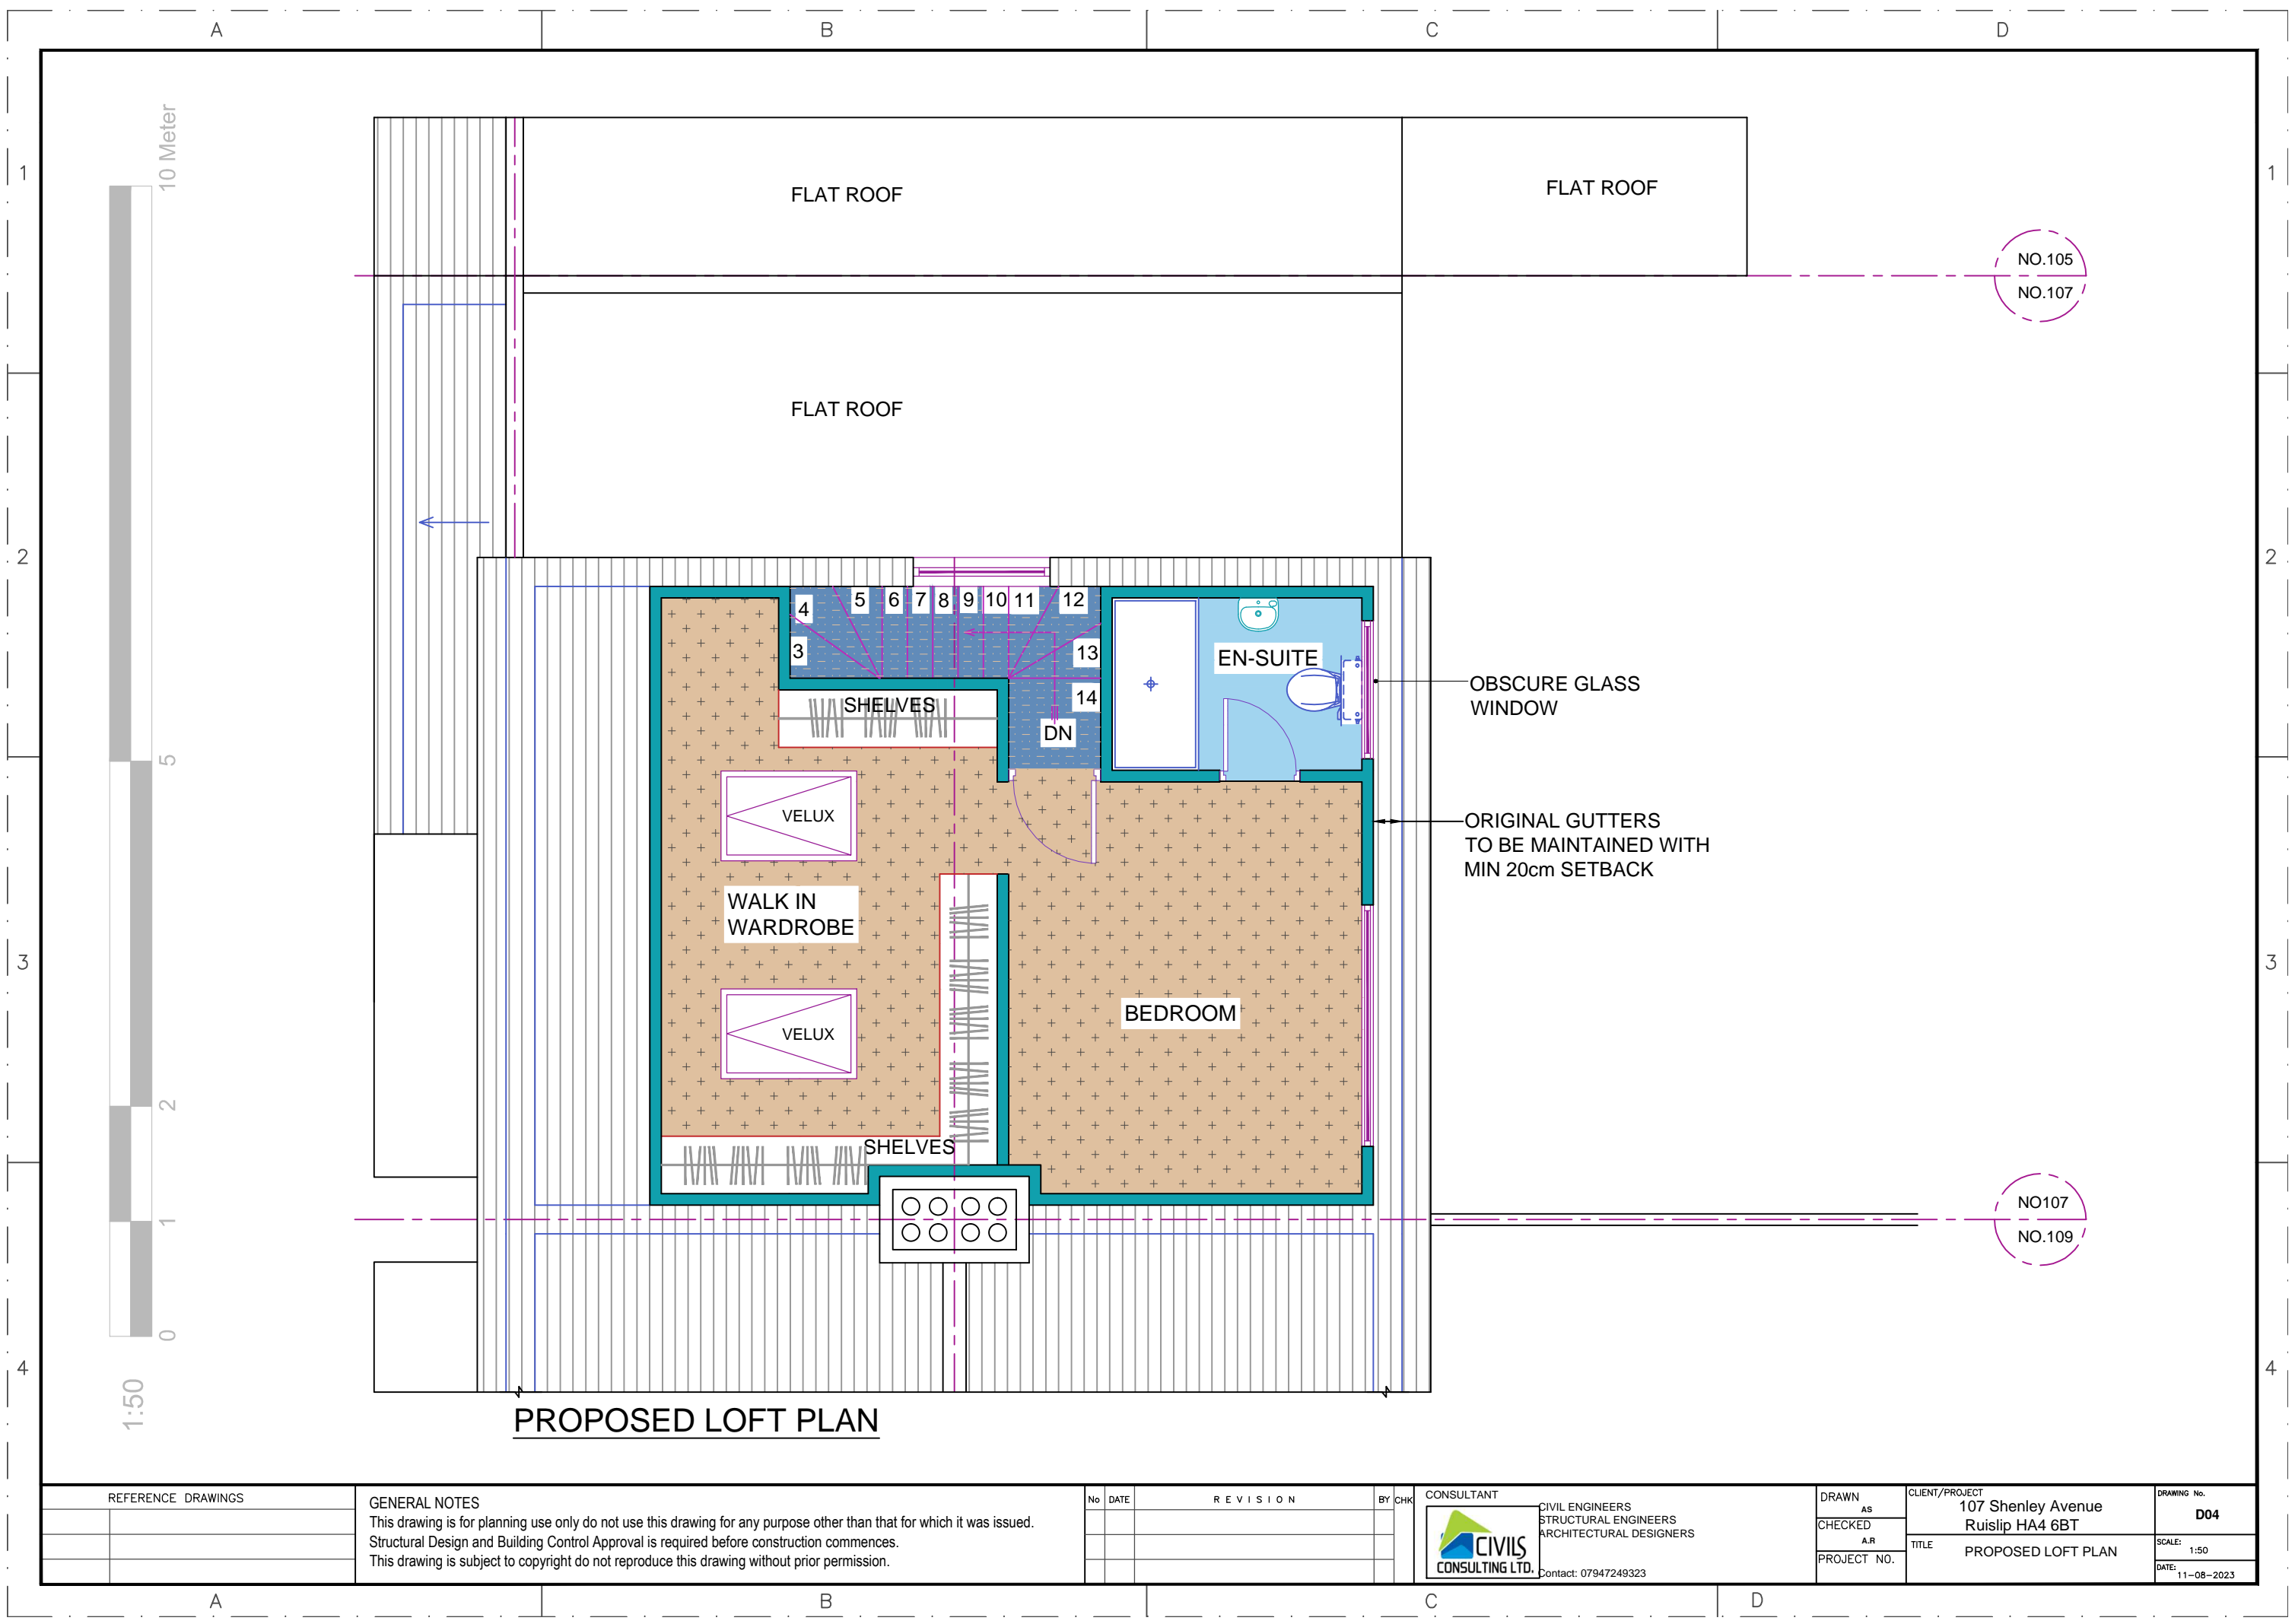 A
B
C
D
1
1
2
2
3
3
4
4
10 Meter
5
2
1
0
1:50
FLAT ROOF
FLAT ROOF
NO.105
NO.107
FLAT ROOF
3
4
5
6
7
8
9
10
11
12
13
14
DN
EN-SUITE
SHELVES
OBSCURE GLASS
WINDOW
VELUX
ORIGINAL GUTTERS
TO BE MAINTAINED WITH
MIN 20cm SETBACK
WALK IN
WARDROBE
BEDROOM
VELUX
SHELVES
NO107
NO.109
PROPOSED LOFT PLAN
REFERENCE DRAWINGS
GENERAL NOTES
This drawing is for planning use only do not use this drawing for any purpose other than that for which it was issued.
Structural Design and Building Control Approval is required before construction commences.
This drawing is subject to copyright do not reproduce this drawing without prior permission.
No DATE REVISION BY CHK
CONSULTANT
CIVILS
CONSULTING LTD.
CIVIL ENGINEERS
STRUCTURAL ENGINEERS
ARCHITECTURAL DESIGNERS
Contact: 07947249323
DRAWN
AS
CHECKED
A.R
PROJECT NO.
CLIENT/PROJECT
107 Shenley Avenue
Ruislip HA4 6BT
TITLE
PROPOSED LOFT PLAN
DRAWING No.
D04
SCALE:
1:50
DATE:
11-08-2023
A
B
C
D